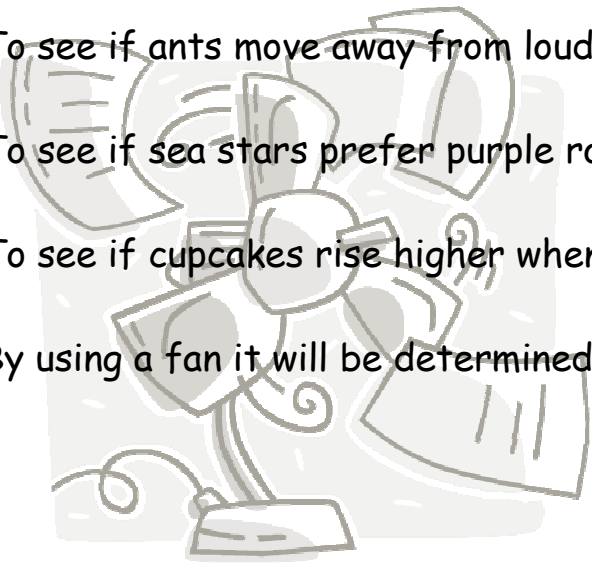 To see if ants move away from loud
To see if sea stars prefer purple
To see if cupcakes rise higher
By using a fan it will be determined